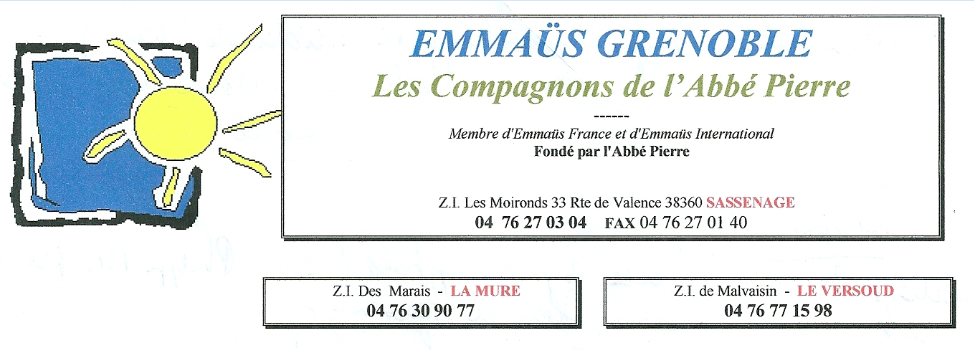 EMMAÜS GRENOBLE
Les Compagnons de l'Abbé Pierre
------
Membre d'Emmaüs France et d'Emmaüs International
Fondé par l'Abbé Pierre
Z.I. Les Moironds 33 Rte de Valence 38360 SASSENAGE
04 76 27 03 04 FAX 04 76 27 01 40
Z.I. Des Marais - LA MURE
04 76 30 90 77
Z.I. de Malvaisin - LE VERSOUD
04 76 77 15 98